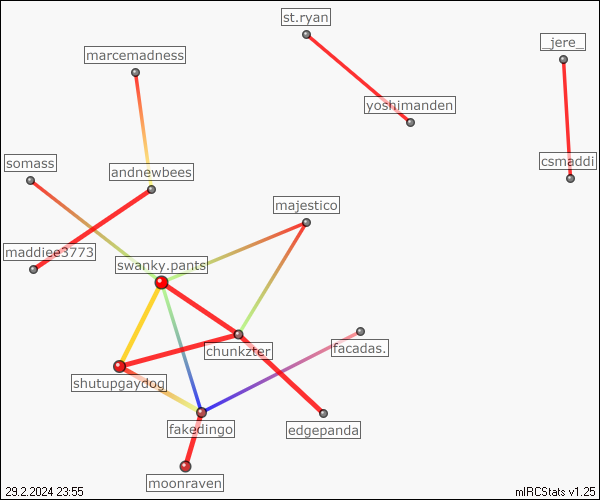 st.ryan
_jere_
marcemadness
yoshimanden
somass
andnewbees
csmaddi
majestico
maddiee3773
swanky.pants
chunkzter
facadas.
shutupgaydog
fakedingo
edgepanda
moonraven
29.2.2024 23:55
mIRCStats v1.25